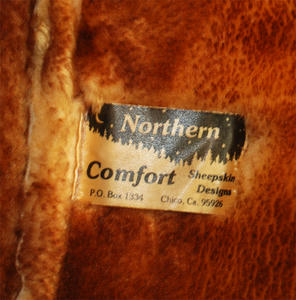 Northern
Comfort Sheepskin
Designs
P.O. Box 1334 Chico, Ca. 95926